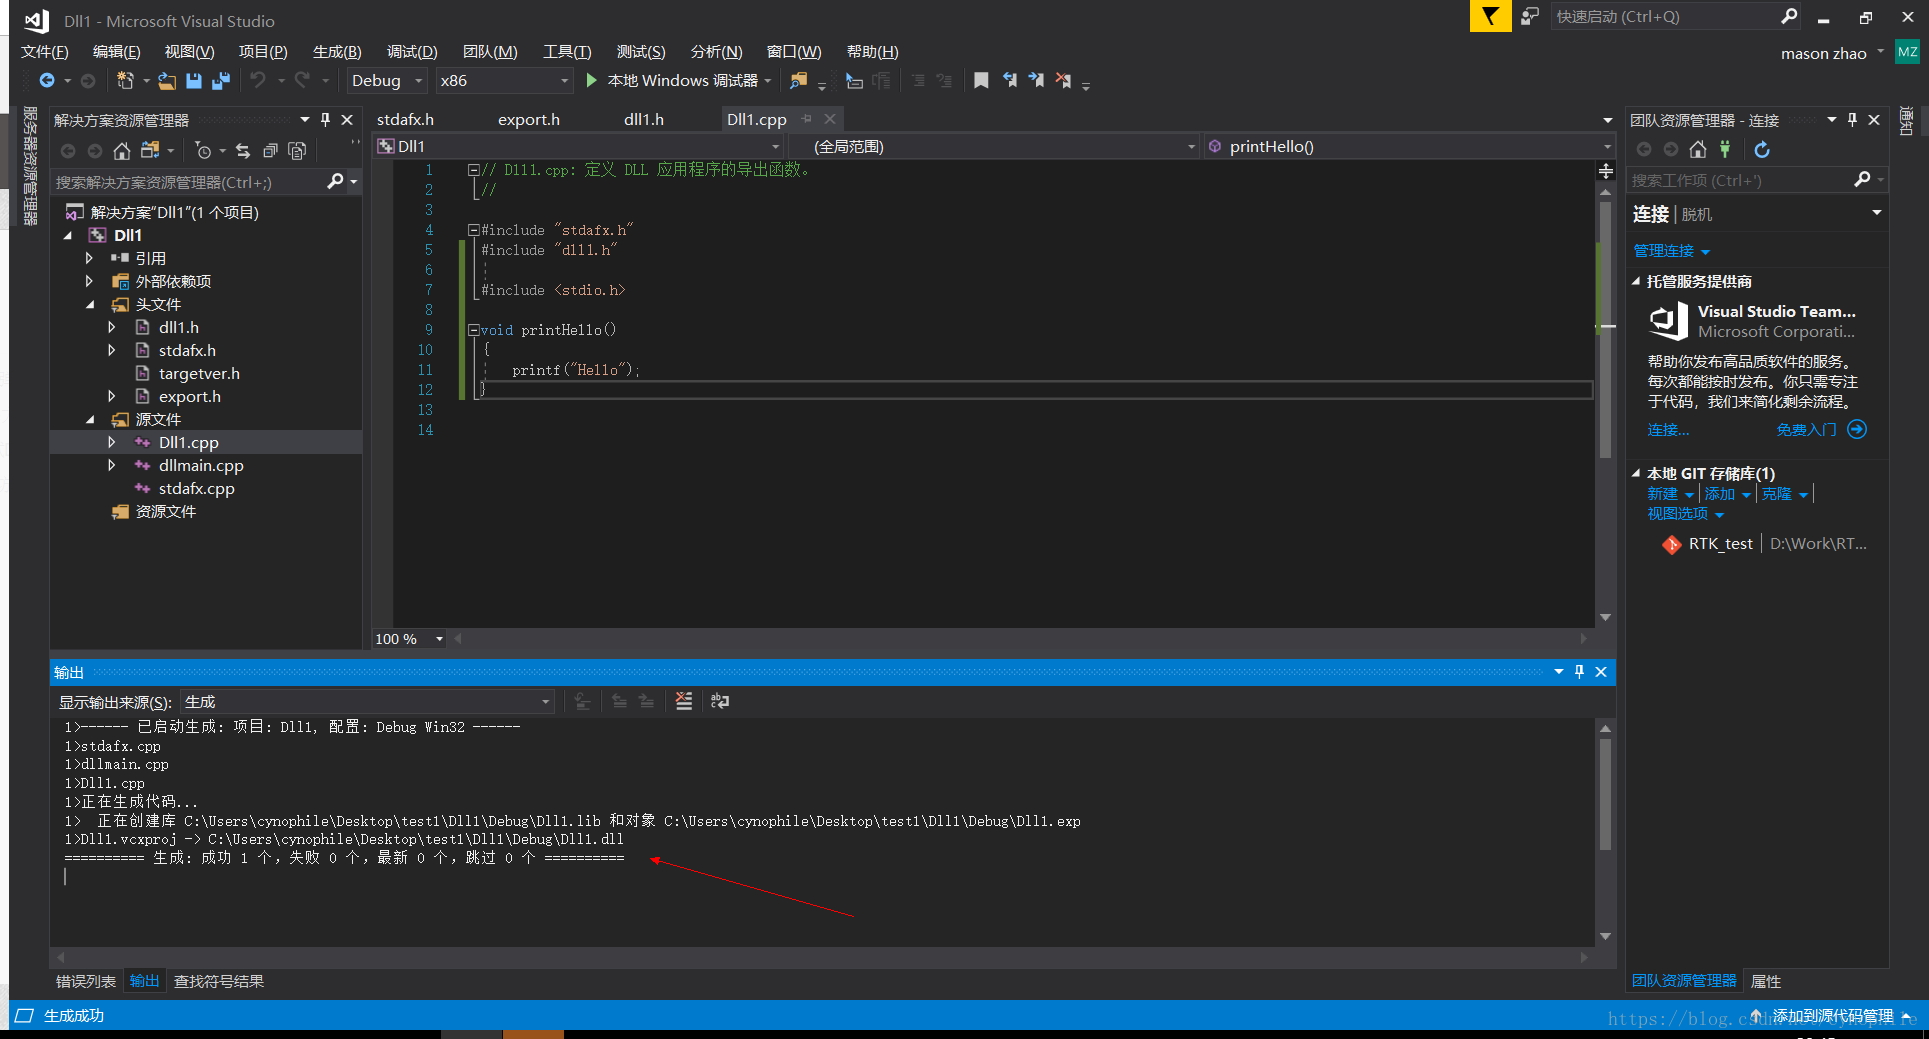 Dll1 - Microsoft Visual Studio
快速启动 (Ctrl+Q)
文件(F) 编辑(E) 视图(V) 项目(P) 生成(B) 调试(D) 团队(M) 工具(T) 测试(S) 分析(N) 窗口(W) 帮助(H)
mason zhao MZ
Debug x86 本地 Windows 调试器
服务器资源管理器
解决方案资源管理器
搜索解决方案资源管理器(Ctrl+;)
解决方案"Dll1"(1 个项目)
Dll1
引用
外部依赖项
头文件
dll1.h
stdafx.h
targetver.h
export.h
源文件
Dll1.cpp
dllmain.cpp
stdafx.cpp
资源文件
stdafx.h export.h dll1.h Dll1.cpp
Dll1 (全局范围) printHello()
1 // Dll1.cpp: 定义 DLL 应用程序的导出函数。
2 //
3
4 #include "stdafx.h"
5 #include "dll1.h"
6
7 #include <stdio.h>
8
9 void printHello()
10 {
11 printf("Hello");
12 }
13
14
100 %
团队资源管理器 - 连接
通知
搜索工作项 (Ctrl+')
连接 | 脱机
管理连接
托管服务提供商
Visual Studio Team...
Microsoft Corporati...
帮助你发布高品质软件的服务。
每次都能按时发布。你只需专注
于代码，我们来简化剩余流程。
连接... 免费入门
本地 GIT 存储库(1)
新建 添加 克隆
视图选项
RTK_test D:\Work\RT...
输出
显示输出来源(S): 生成
1>------ 已启动生成: 项目: Dll1, 配置: Debug Win32 ------
1>stdafx.cpp
1>dllmain.cpp
1>Dll1.cpp
1>正在生成代码...
1> 正在创建库 C:\Users\cynophile\Desktop\test1\Dll1\Debug\Dll1.lib 和对象 C:\Users\cynophile\Desktop\test1\Dll1\Debug\Dll1.exp
1>Dll1.vcxproj -> C:\Users\cynophile\Desktop\test1\Dll1\Debug\Dll1.dll
========== 生成: 成功 1 个，失败 0 个，最新 0 个，跳过 0 个 ==========
错误列表 输出 查找符号结果
团队资源管理器 属性
生成成功
添加到源代码管理
https://blog.csdn.net/cynophile